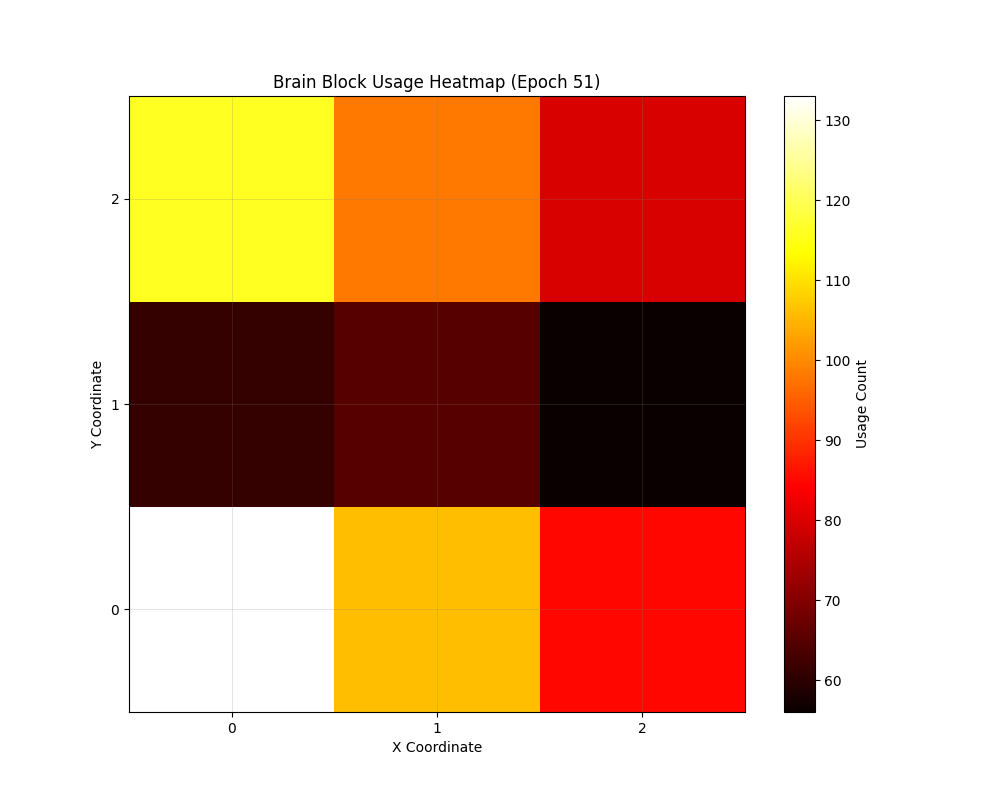 Brain Block Usage Heatmap (Epoch 51)
2
1
0
Y Coordinate
0 1 2
X Coordinate
130
120
110
100
90
80
70
60
Usage Count